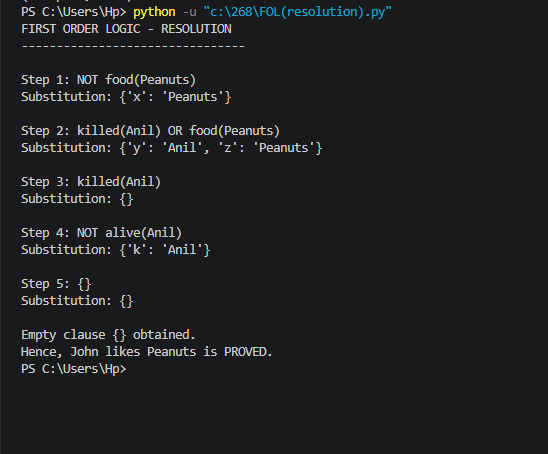 PS C:\Users\Hp> python -u "c:\268\FOL(resolution).py"
FIRST ORDER LOGIC - RESOLUTION
-------------------------------
Step 1: NOT food(Peanuts)
Substitution: {'x': 'Peanuts'}
Step 2: killed(Anil) OR food(Peanuts)
Substitution: {'y': 'Anil', 'z': 'Peanuts'}
Step 3: killed(Anil)
Substitution: {}
Step 4: NOT alive(Anil)
Substitution: {'k': 'Anil'}
Step 5: {}
Substitution: {}
Empty clause {} obtained.
Hence, John likes Peanuts is PROVED.
PS C:\Users\Hp>